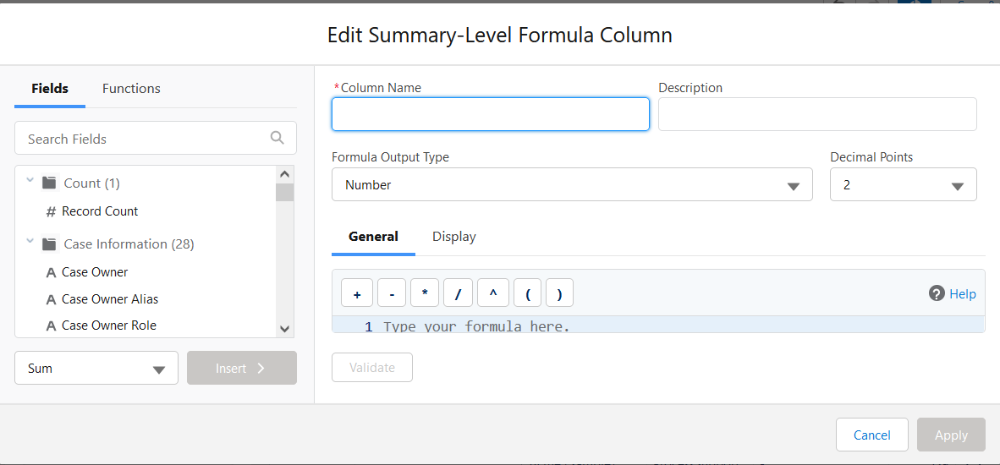 Edit Summary-Level Formula Column
Fields
Functions
Search Fields
Count (1)
# Record Count
Case Information (28)
A Case Owner
A Case Owner Alias
A Case Owner Role
Sum
Insert
*Column Name
Description
Formula Output Type
Decimal Points
Number
2
General
Display
+ - * / ^ ( )
? Help
1 Type your formula here.
Validate
Cancel
Apply